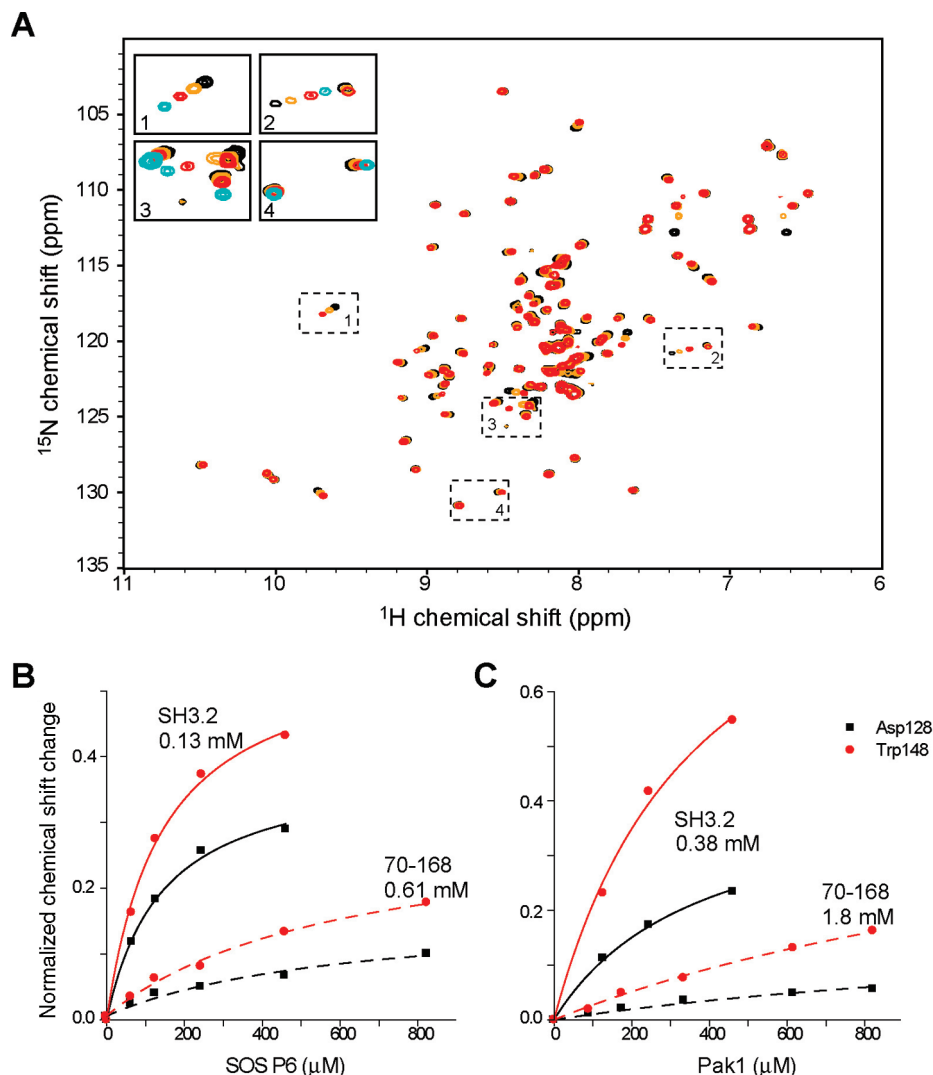 A
1
2
3
4
105
110
115
120
125
130
135
15N chemical shift (ppm)
1
2
3
4
11 10 9 8 7 6
1H chemical shift (ppm)
B
Normalized chemical shift change
0.4
0.2
0.0
SH3.2
0.13 mM
70-168
0.61 mM
0 200 400 600 800
SOS P6 (μM)
C
0.6
0.4
0.2
0.0
Asp128
Trp148
SH3.2
0.38 mM
70-168
1.8 mM
0 200 400 600 800
Pak1 (μM)